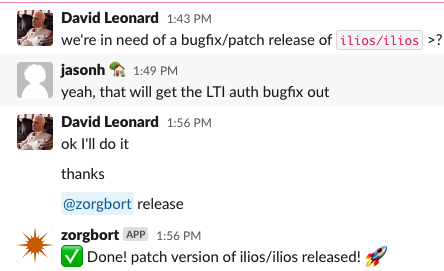 David Leonard 1:43 PM
we're in need of a bugfix/patch release of ilios/ilios >?
jasonh 🏡 1:49 PM
yeah, that will get the LTI auth bugfix out
David Leonard 1:56 PM
ok I'll do it
thanks
@zorgbort release
zorgbort APP 1:56 PM
✅ Done! patch version of ilios/ilios released! 🚀